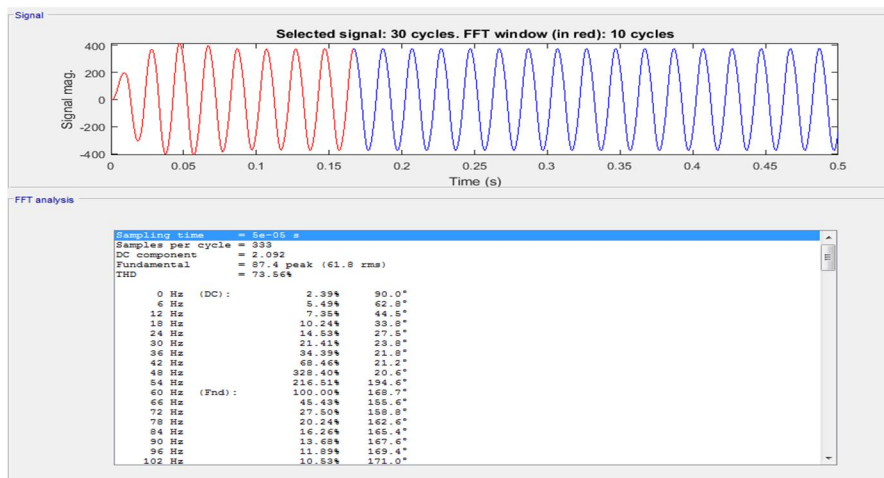 Signal
Selected signal: 30 cycles. FFT window (in red): 10 cycles
400
200
0
-200
-400
Signal mag.
0 0.05 0.1 0.15 0.2 0.25 0.3 0.35 0.4 0.45 0.5
Time (s)
FFT analysis
Sampling time = 5e-05 s
Samples per cycle = 333
DC component = 2.092
Fundamental = 87.4 peak (61.8 rms)
THD = 73.56%
0 Hz (DC): 2.39% 90.0°
6 Hz 5.49% 62.8°
12 Hz 7.35% 44.5°
18 Hz 10.24% 33.8°
24 Hz 14.53% 27.5°
30 Hz 21.41% 23.8°
36 Hz 34.39% 21.8°
42 Hz 68.46% 21.2°
48 Hz 328.40% 20.6°
54 Hz 216.51% 194.6°
60 Hz (Fnd): 100.00% 168.7°
66 Hz 45.43% 155.6°
72 Hz 27.50% 158.8°
78 Hz 20.24% 162.6°
84 Hz 16.26% 165.4°
90 Hz 13.68% 167.6°
96 Hz 11.89% 169.4°
102 Hz 10.53% 171.0°